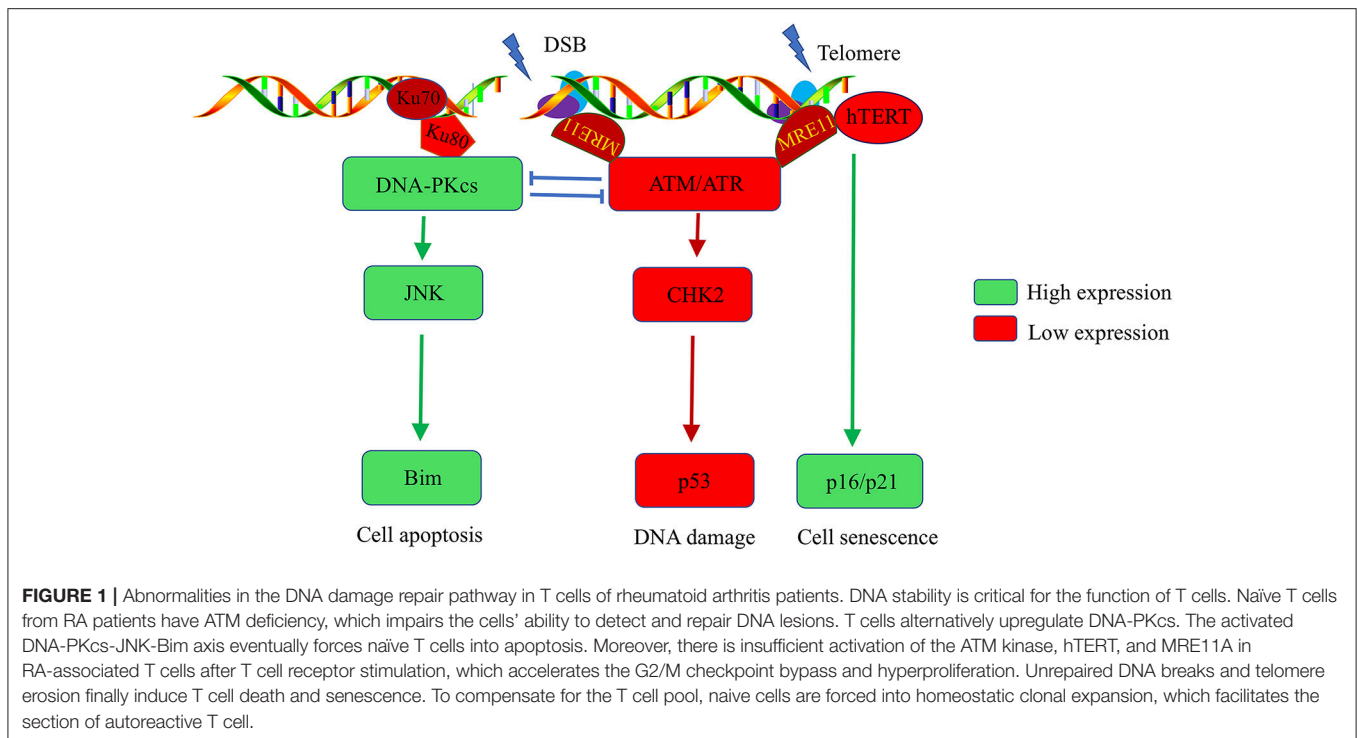 DSB
Telomere
Ku70
Ku80
MRE11
MRE11
hTERT
DNA-PKcs
ATM/ATR
JNK
CHK2
High expression
Low expression
Bim
p53
p16/p21
Cell apoptosis
DNA damage
Cell senescence
FIGURE 1 | Abnormalities in the DNA damage repair pathway in T cells of rheumatoid arthritis patients. DNA stability is critical for the function of T cells. Naïve T cells
from RA patients have ATM deficiency, which impairs the cells' ability to detect and repair DNA lesions. T cells alternatively upregulate DNA-PKcs. The activated
DNA-PKcs-JNK-Bim axis eventually forces naïve T cells into apoptosis. Moreover, there is insufficient activation of the ATM kinase, hTERT, and MRE11A in
RA-associated T cells after T cell receptor stimulation, which accelerates the G2/M checkpoint bypass and hyperproliferation. Unrepaired DNA breaks and telomere
erosion finally induce T cell death and senescence. To compensate for the T cell pool, naive cells are forced into homeostatic clonal expansion, which facilitates the
section of autoreactive T cell.